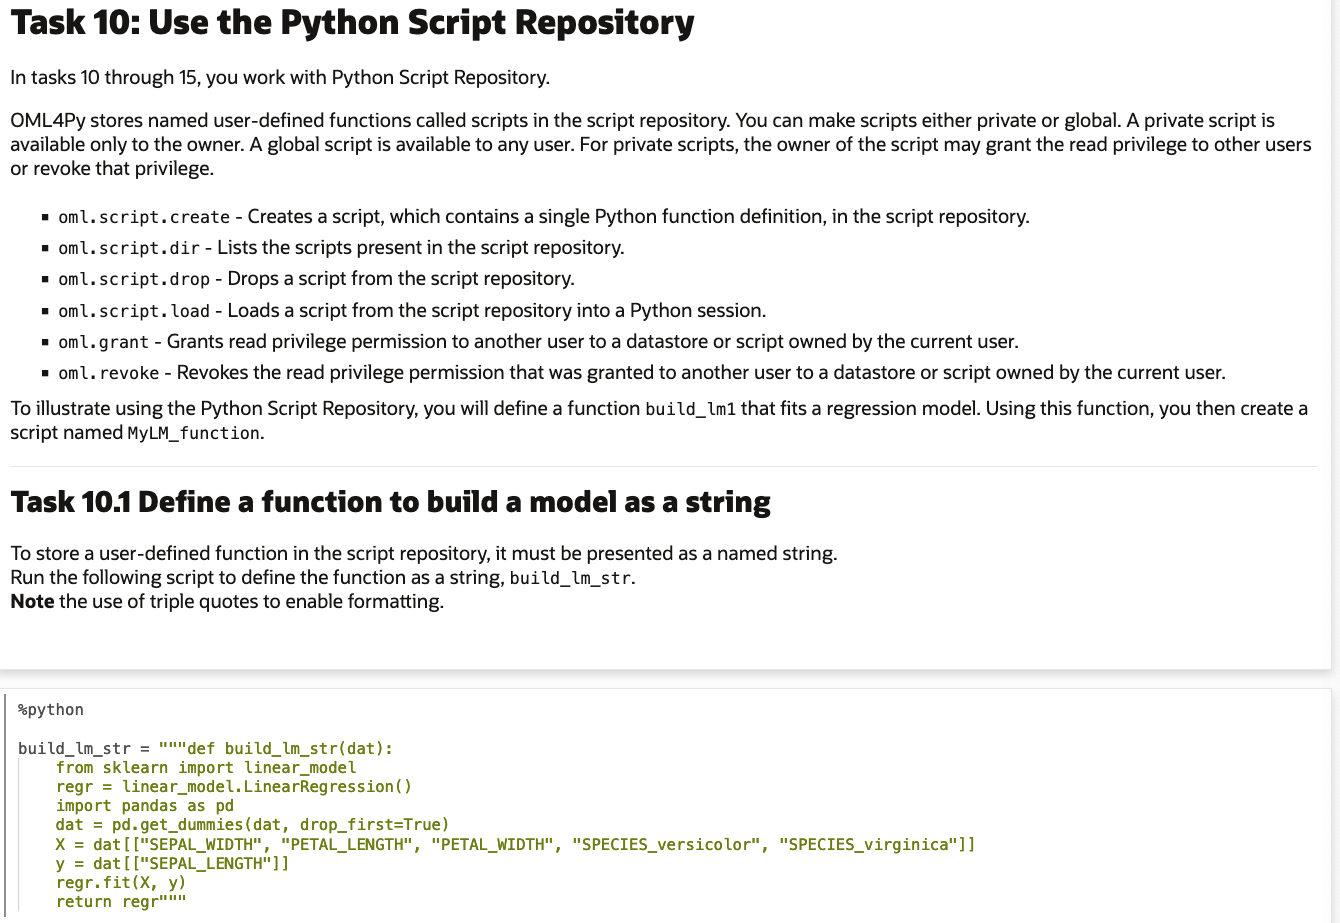 Task 10: Use the Python Script Repository
In tasks 10 through 15, you work with Python Script Repository.
OML4Py stores named user-defined functions called scripts in the script repository. You can make scripts either private or global. A private script is
available only to the owner. A global script is available to any user. For private scripts, the owner of the script may grant the read privilege to other users
or revoke that privilege.
▪ oml.script.create - Creates a script, which contains a single Python function definition, in the script repository.
▪ oml.script.dir - Lists the scripts present in the script repository.
▪ oml.script.drop - Drops a script from the script repository.
▪ oml.script.load - Loads a script from the script repository into a Python session.
▪ oml.grant - Grants read privilege permission to another user to a datastore or script owned by the current user.
▪ oml.revoke - Revokes the read privilege permission that was granted to another user to a datastore or script owned by the current user.
To illustrate using the Python Script Repository, you will define a function build_lm1 that fits a regression model. Using this function, you then create a
script named MyLM_function.
Task 10.1 Define a function to build a model as a string
To store a user-defined function in the script repository, it must be presented as a named string.
Run the following script to define the function as a string, build_lm_str.
Note the use of triple quotes to enable formatting.
%python
build_lm_str = """def build_lm_str(dat):
    from sklearn import linear_model
    regr = linear_model.LinearRegression()
    import pandas as pd
    dat = pd.get_dummies(dat, drop_first=True)
    X = dat[["SEPAL_WIDTH", "PETAL_LENGTH", "PETAL_WIDTH", "SPECIES_versicolor", "SPECIES_virginica"]]
    y = dat[["SEPAL_LENGTH"]]
    regr.fit(X, y)
    return regr"""